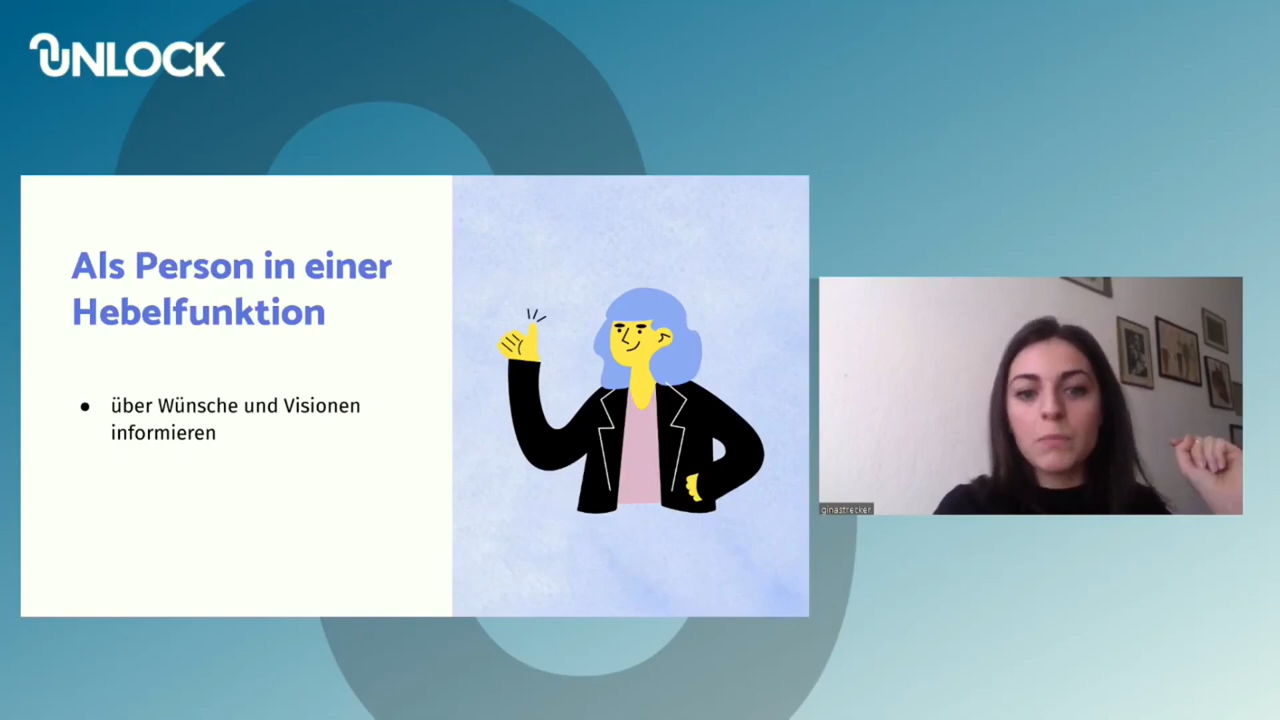 UNLOCK
Als Person in einer
Hebelfunktion
● über Wünsche und Visionen
informieren
ginastrecker